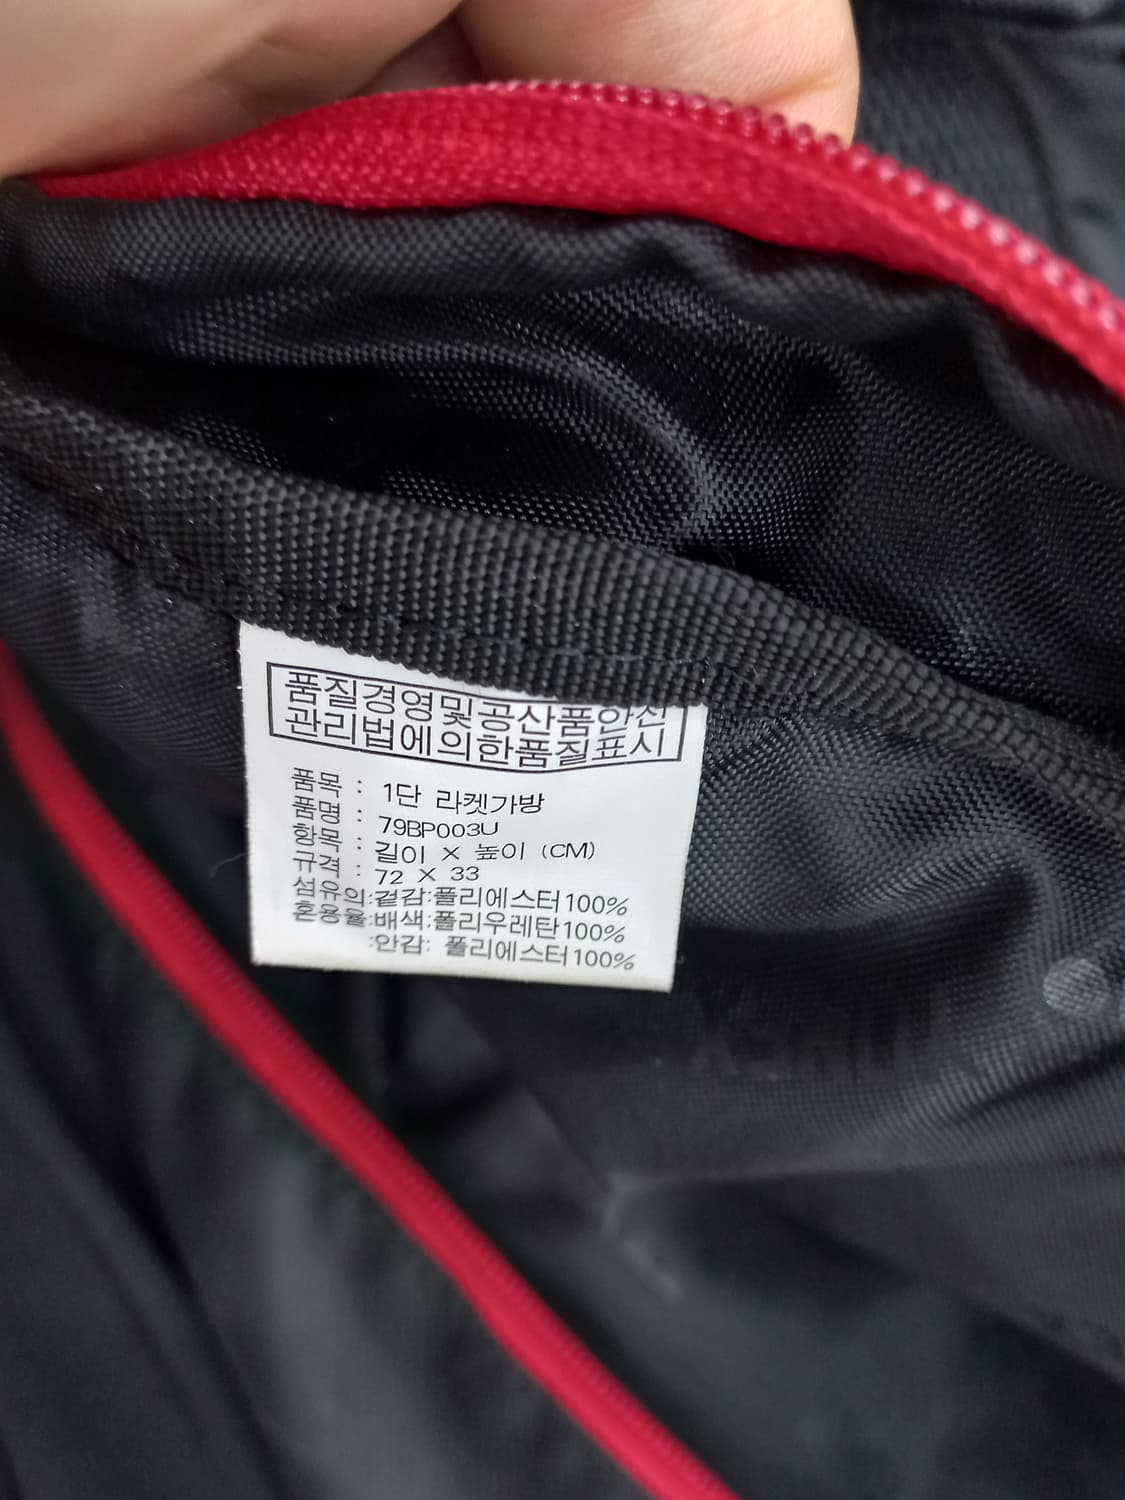 품질경영및공산품안전
관리법에의한품질표시
품목 : 1단 라켓가방
품명 : 79BP003U
항목 : 길이 × 높이 (CM)
규격 : 72 × 33
섬유의:겉감:폴리에스터100%
혼용율:배색:폴리우레탄100%
:안감: 폴리에스터100%